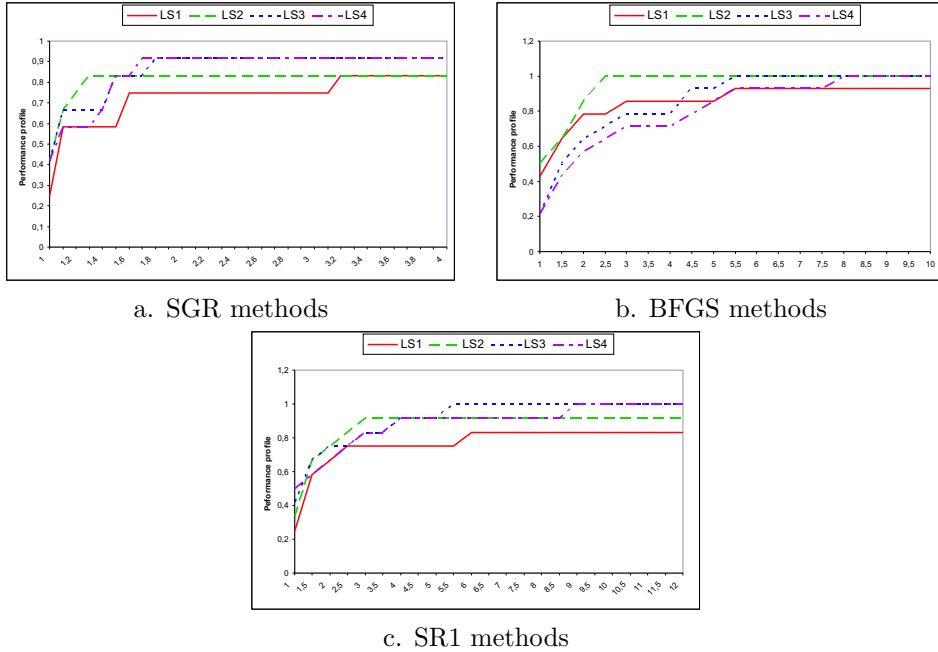 LS1 LS2 LS3 LS4
Performance profile
1
0,9
0,8
0,7
0,6
0,5
0,4
0,3
0,2
0,1
0
1 1,2 1,4 1,6 1,8 2 2,2 2,4 2,6 2,8 3 3,2 3,4 3,6 3,8 4
a. SGR methods
LS1 LS2 LS3 LS4
Performance profile
1,2
1
0,8
0,6
0,4
0,2
0
1 1,5 2 2,5 3 3,5 4 4,5 5 5,5 6 6,5 7 7,5 8 8,5 9 9,5 10
b. BFGS methods
LS1 LS2 LS3 LS4
Peformance profile
1,2
1
0,8
0,6
0,4
0,2
0
1 1,5 2 2,5 3 3,5 4 4,5 5 5,5 6 6,5 7 7,5 8 8,5 9 9,5 10 10,5 11 11,5 12
c. SR1 methods